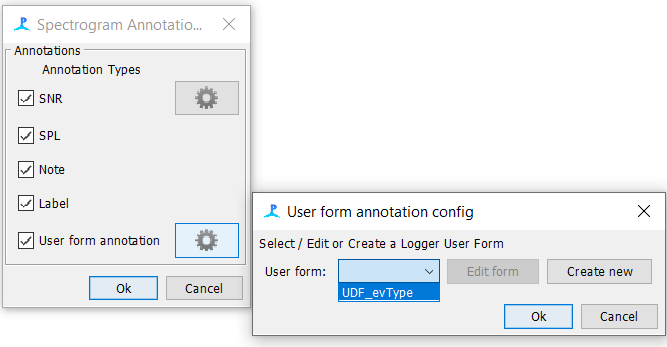 Spectrogram Annotatio...
Annotations
Annotation Types
SNR
SPL
Note
Label
User form annotation
Ok
Cancel
User form annotation config
Select / Edit or Create a Logger User Form
User form:
Edit form
Create new
UDF_evType
Ok
Cancel